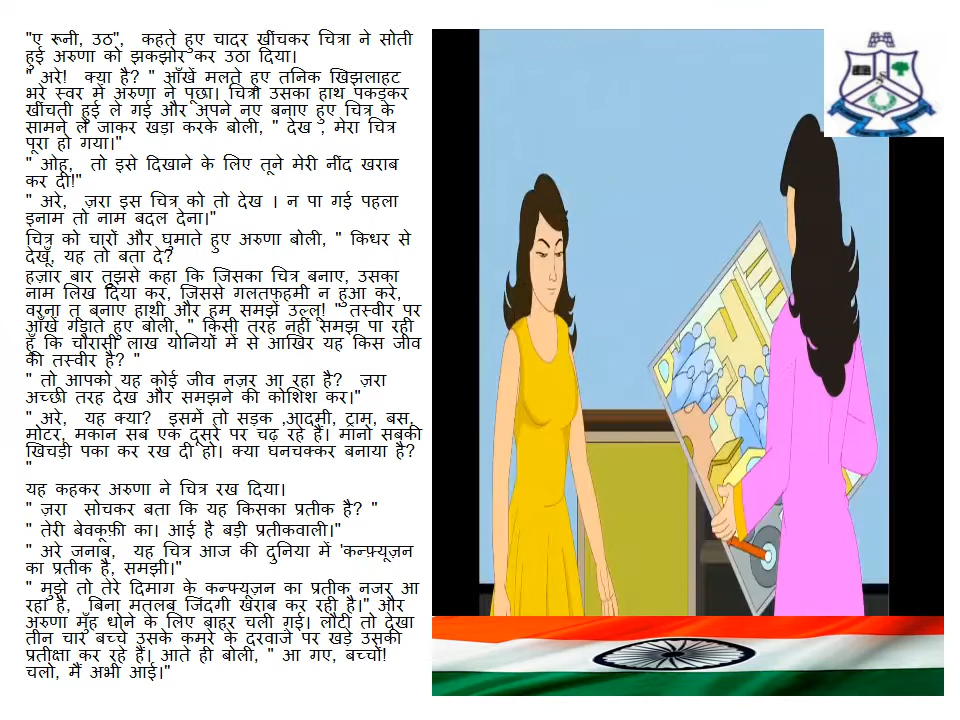 "ए रूनी, उठ",  कहते हुए चादर खींचकर चित्रा ने सोती
हुई अरुणा को झकझोर कर उठा दिया।
" अरे!  क्या है? " आँखें मलते हुए तनिक खिझलाहट
भरे स्वर में अरुणा ने पूछा। चित्रा उसका हाथ पकड़कर
खींचती हुई ले गई और अपने नए बनाए हुए चित्र के
सामने ले जाकर खड़ा करके बोली, " देख , मेरा चित्र
पूरा हो गया।"
" ओह,  तो इसे दिखाने के लिए तूने मेरी नींद खराब
कर दी!"
" अरे,  ज़रा इस चित्र को तो देख । न पा गई पहला
इनाम तो नाम बदल देना।"
चित्र को चारों और घुमाते हुए अरुणा बोली, " किधर से
देखूँ, यह तो बता दे?
हज़ार बार तुझसे कहा कि जिसका चित्र बनाए, उसका
नाम लिख दिया कर, जिससे गलतफहमी न हुआ करे,
वरना तू बनाए हाथी और हम समझें उल्लू! " तस्वीर पर
आँखें गड़ाते हुए बोली, " किसी तरह नहीं समझ पा रही
हूँ कि चौरासी लाख योनियों में से आखिर यह किस जीव
की तस्वीर है? "
" तो आपको यह कोई जीव नज़र आ रहा है?  ज़रा
अच्छी तरह देख और समझने की कोशिश कर।"
" अरे,  यह क्या?  इसमें तो सड़क ,आदमी, ट्राम, बस,
मोटर, मकान सब एक दूसरे पर चढ़ रहे हैं। मानो सबकी
खिचड़ी पका कर रख दी हो। क्या घनचक्कर बनाया है?
"
यह कहकर अरुणा ने चित्र रख दिया।
" ज़रा  सोचकर बता कि यह किसका प्रतीक है? "
" तेरी बेवकूफ़ी का। आई है बड़ी प्रतीकवाली।"
" अरे जनाब,  यह चित्र आज की दुनिया में 'कन्फ़्यूज़न
का प्रतीक है, समझी।"
" मुझे तो तेरे दिमाग के कन्फ्यूज़न का प्रतीक नजर आ
रहा है,  बिना मतलब जिंदगी खराब कर रही है।" और
अरुणा मुँह धोने के लिए बाहर चली गई। लौटी तो देखा
तीन चार बच्चे उसके कमरे के दरवाजे पर खड़े उसकी
प्रतीक्षा कर रहे हैं। आते ही बोली, " आ गए, बच्चों!
चलो, मैं अभी आई।"